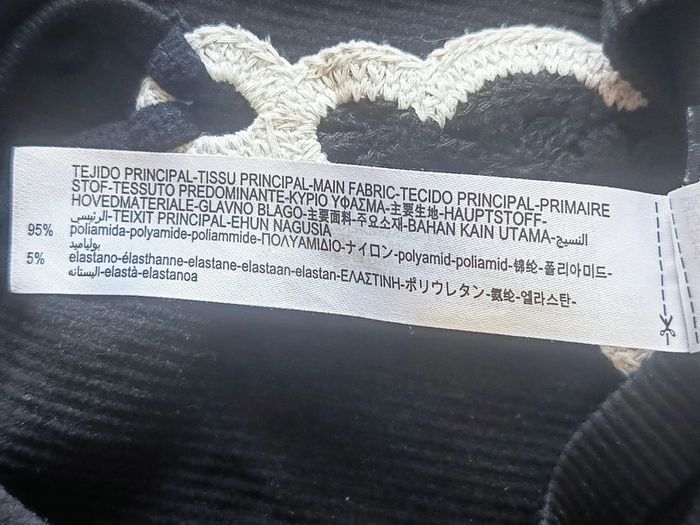 TEJIDO PRINCIPAL-TISSU PRINCIPAL-MAIN FABRIC-TECIDO PRINCIPAL-PRIMAIRE
STOF-TESSUTO PREDOMINANTE-ΚΥΡΙΟ ΥΦΑΣΜΑ-主要生地-HAUPTSTOFF-
HOVEDMATERIALE-GLAVNO BLAGO-主要面料-주요소재-BAHAN KAIN UTAMA-النسيج
الرئيسي-TEIXIT PRINCIPAL-EHUN NAGUSIA
95% poliamida-polyamide-poliammide-ΠΟΛΥΑΜΙΔΙΟ-ナイロン-polyamid-poliamid-锦纶-폴리아미드-
بولياميد
5% elastano-élasthanne-elastane-elastaan-elastan-ΕΛΑΣΤΙΝΗ-ポリウレタン-氨纶-엘라스탄-
اليستانه-elastà-elastanoa